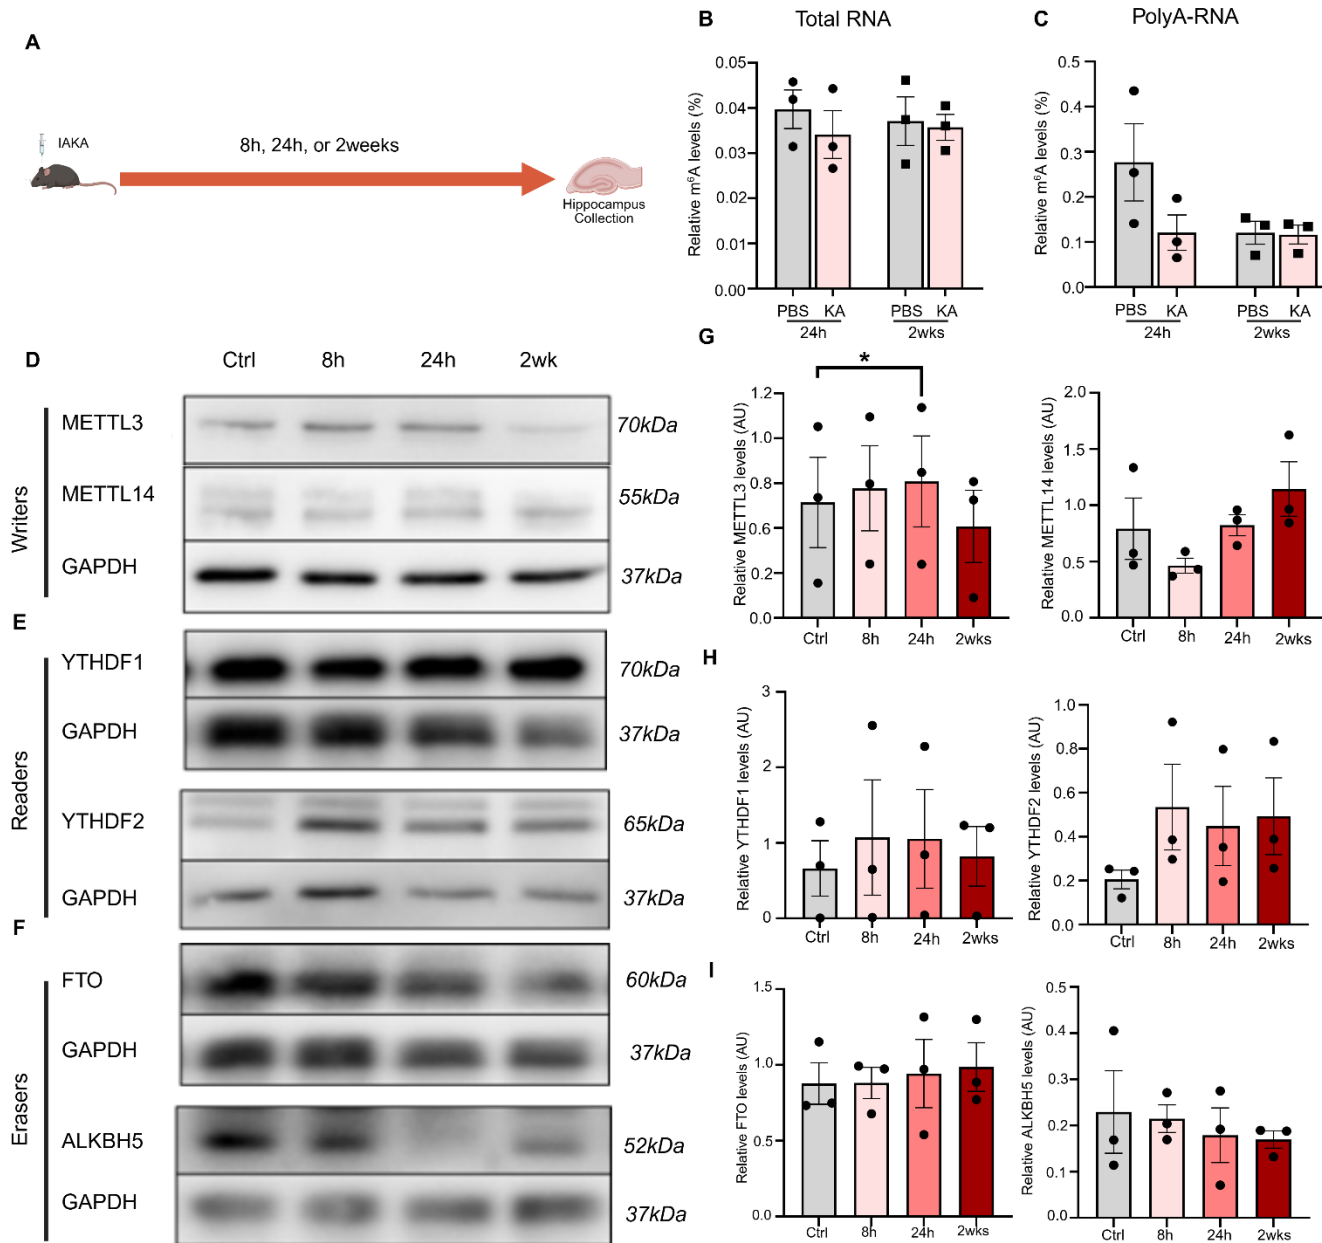 A
IAKA
8h, 24h, or 2weeks
Hippocampus
Collection
B
Total RNA
Relative m⁶A levels (%)
0.05
0.04
0.03
0.02
0.01
0.00
PBS KA PBS KA
24h 2wks
C
PolyA-RNA
Relative m⁶A levels (%)
0.5
0.4
0.3
0.2
0.1
0.0
PBS KA PBS KA
24h 2wks
D
Ctrl 8h 24h 2wk
Writers
METTL3 70kDa
METTL14 55kDa
GAPDH 37kDa
E
Readers
YTHDF1 70kDa
GAPDH 37kDa
YTHDF2 65kDa
GAPDH 37kDa
F
Erasers
FTO 60kDa
GAPDH 37kDa
ALKBH5 52kDa
GAPDH 37kDa
G
*
Relative METTL3 levels (AU)
1.2
1.0
0.8
0.6
0.2
0.0
Ctrl 8h 24h 2wks
Relative METTL14 levels (AU)
2.0
1.5
1.0
0.5
0.0
Ctrl 8h 24h 2wks
H
Relative YTHDF1 levels (AU)
3
2
1
0
Ctrl 8h 24h 2wks
Relative YTHDF2 levels (AU)
1.0
0.8
0.6
0.4
0.2
0.0
Ctrl 8h 24h 2wks
I
Relative FTO levels (AU)
1.5
1.0
0.5
0.0
Ctrl 8h 24h 2wks
Relative ALKBH5 levels (AU)
0.5
0.4
0.3
0.2
0.1
0.0
Ctrl 8h 24h 2wks